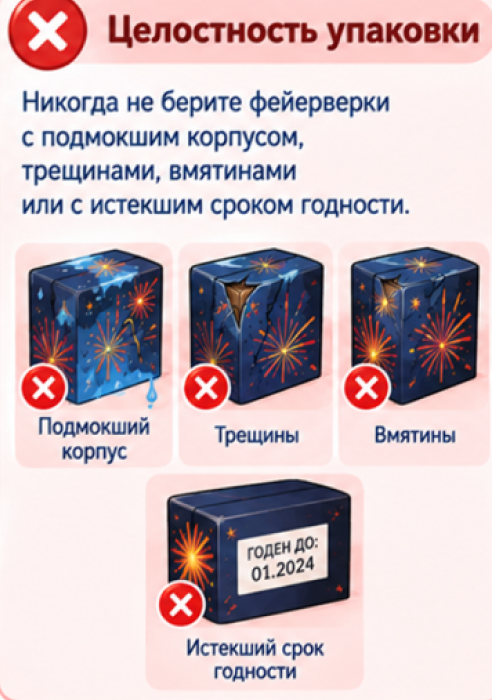 Целостность упаковки
Никогда не берите фейерверки
с подмокшим корпусом,
трещинами, вмятинами
или с истекшим сроком годности.
Подмокший
корпус
Трещины
Вмятины
ГОДЕН ДО:
01.2024
Истекший срок
годности